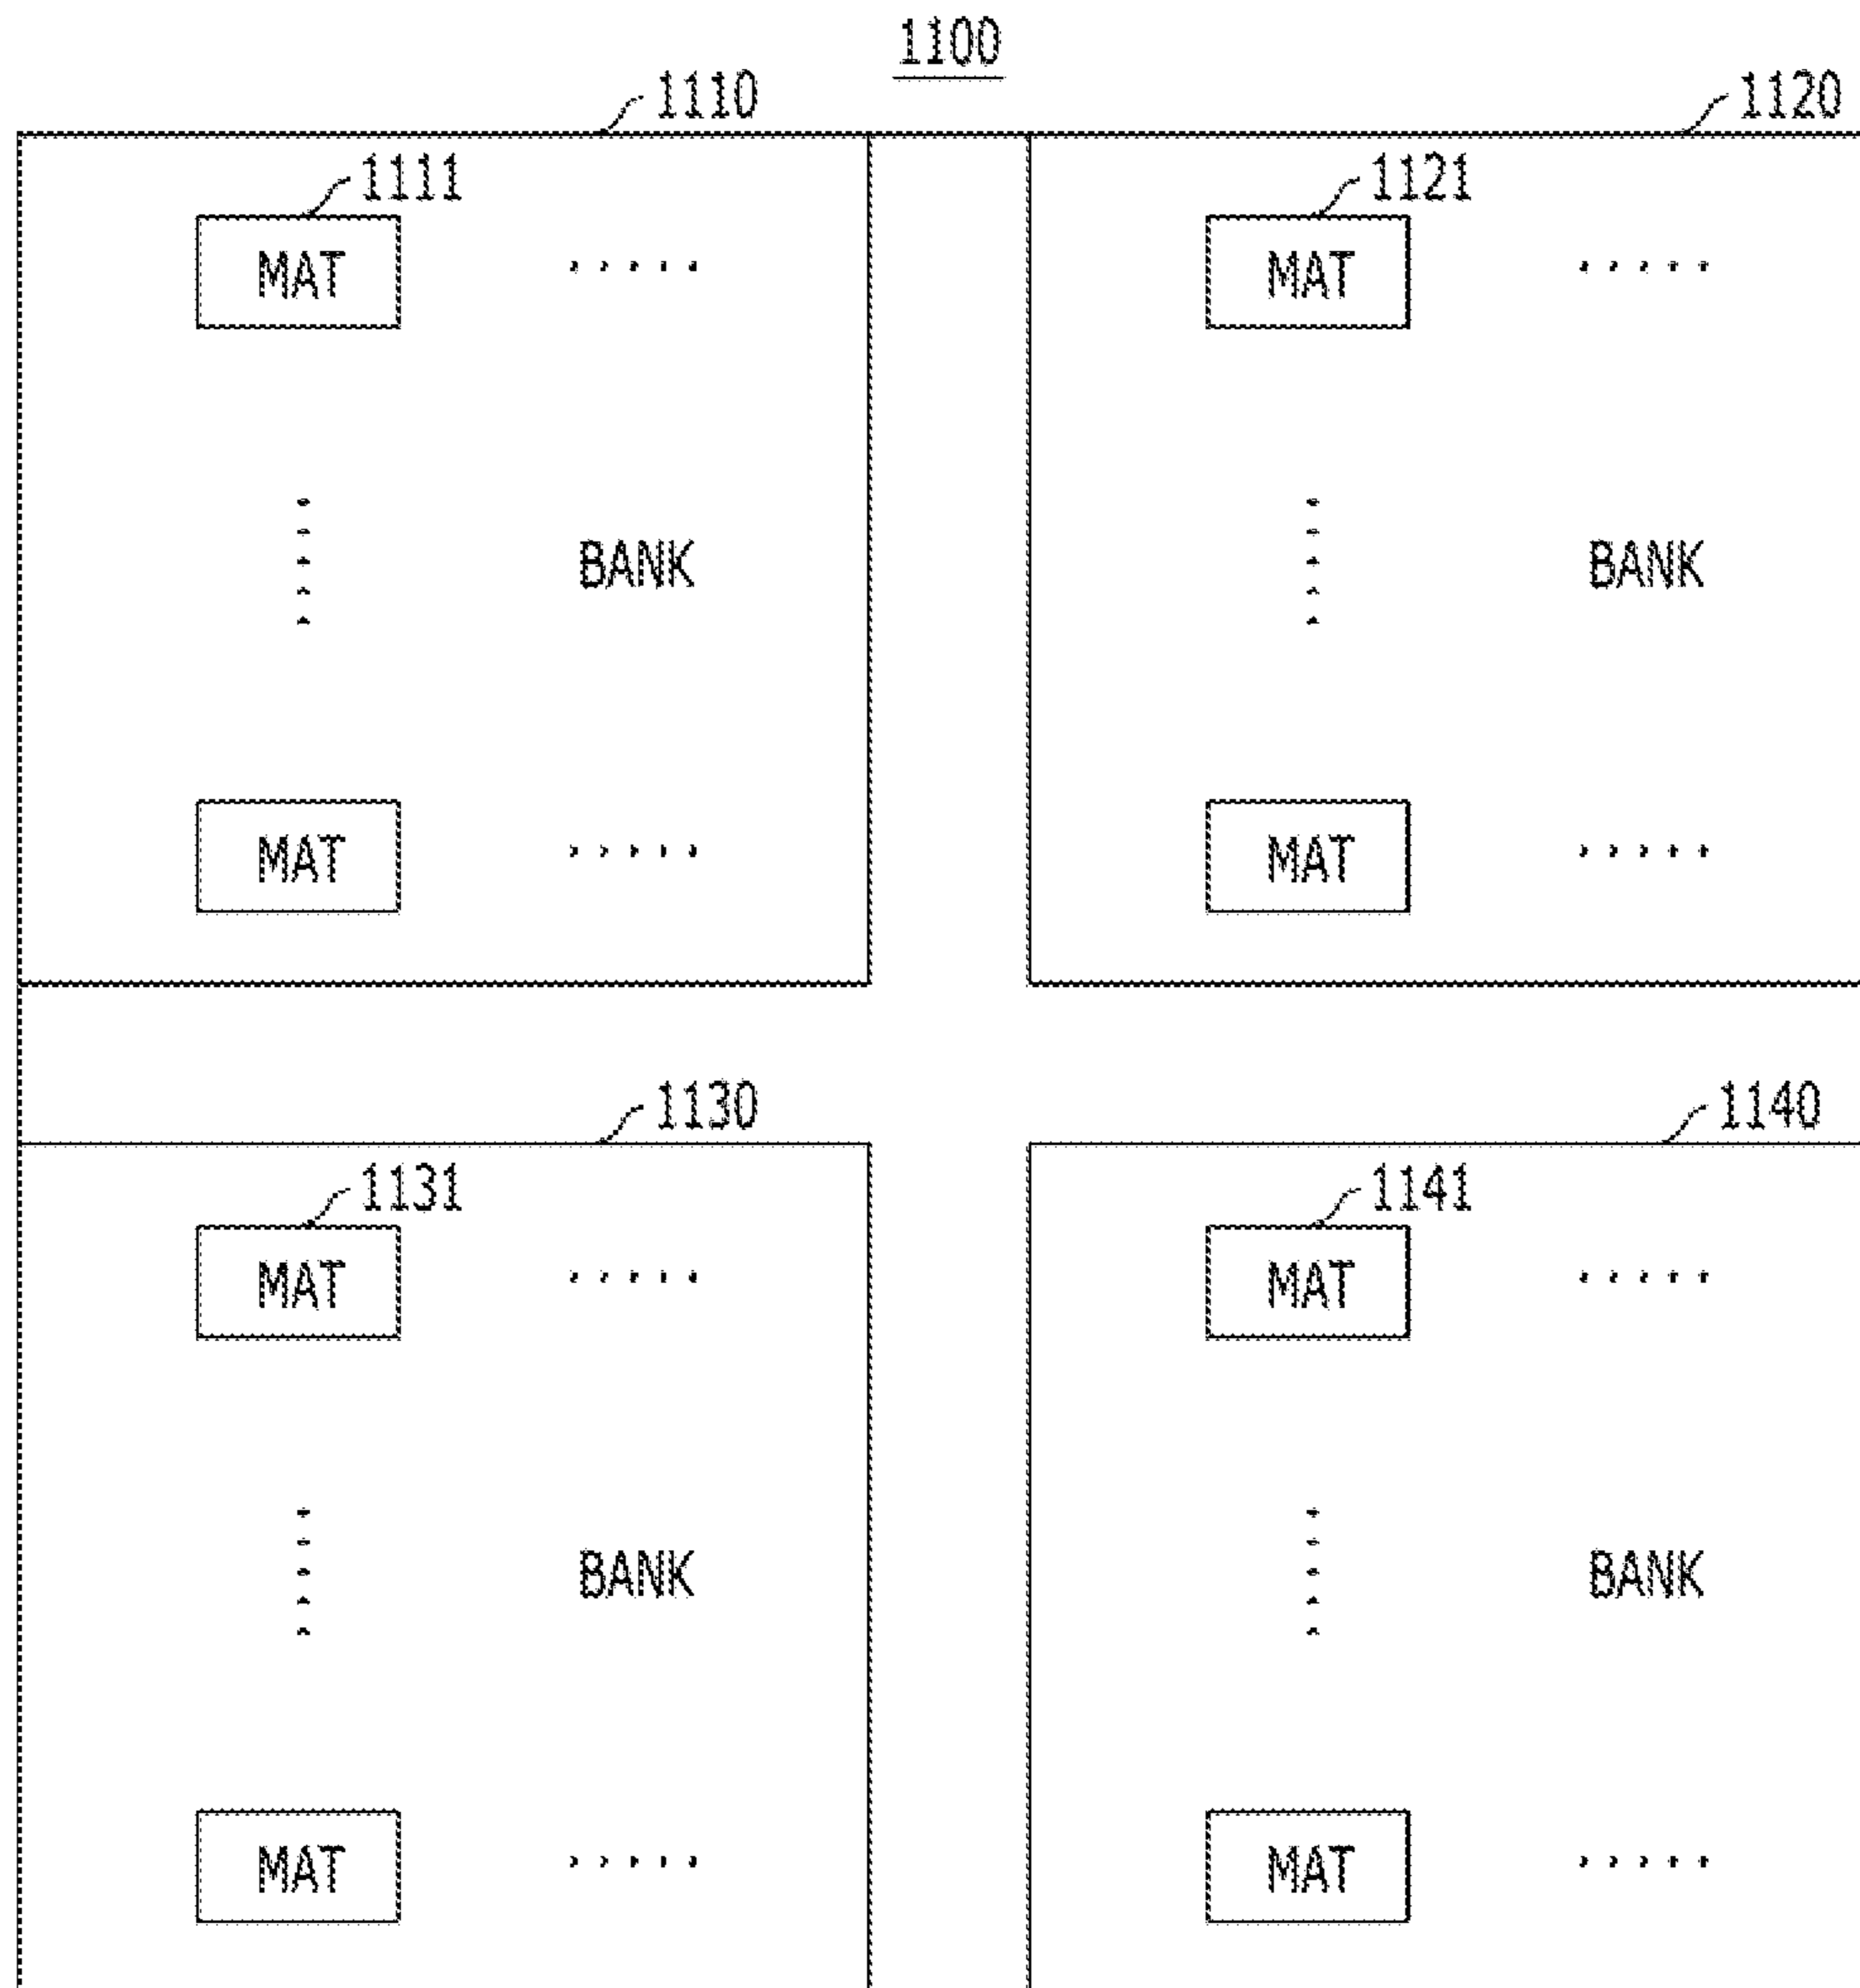 1100
1110
1120
1111
1121
MAT .....
MAT .....
BANK
BANK
MAT .....
MAT .....
1130
1140
1131
1141
MAT .....
MAT .....
BANK
BANK
MAT .....
MAT .....